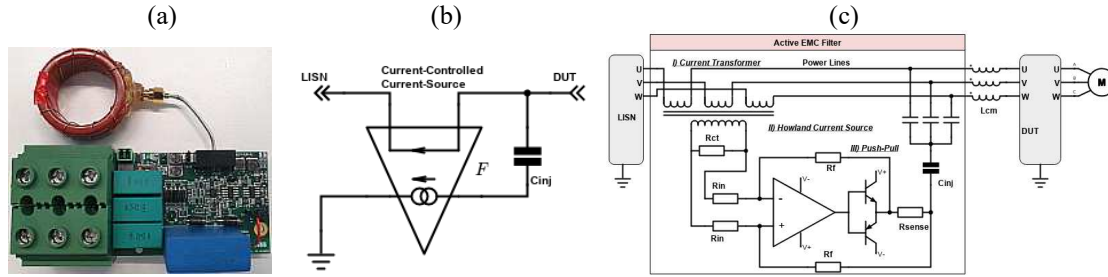 (a)
(b)
(c)
LISN
Current-Controlled
Current-Source
DUT
F
Cinj
Active EMC Filter
I) Current Transformer
Power Lines
U
V
W
LISN
Lcm
U
V
W
DUT
A
B
C
M
Rct
II) Howland Current Source
III) Push-Pull
Rf
V+
Cinj
Rin
V-
-
Rsense
Rin
+
V+
V-
Rf